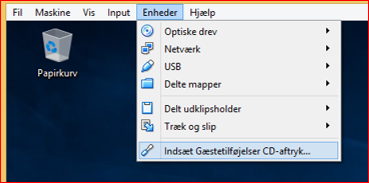 Fil Maskine Vis Input Enheder Hjælp
Papirkurv
Optiske drev
Netværk
USB
Delte mapper
Delt udklipsholder
Træk og slip
Indsæt Gæstetilføjelser CD-aftryk...